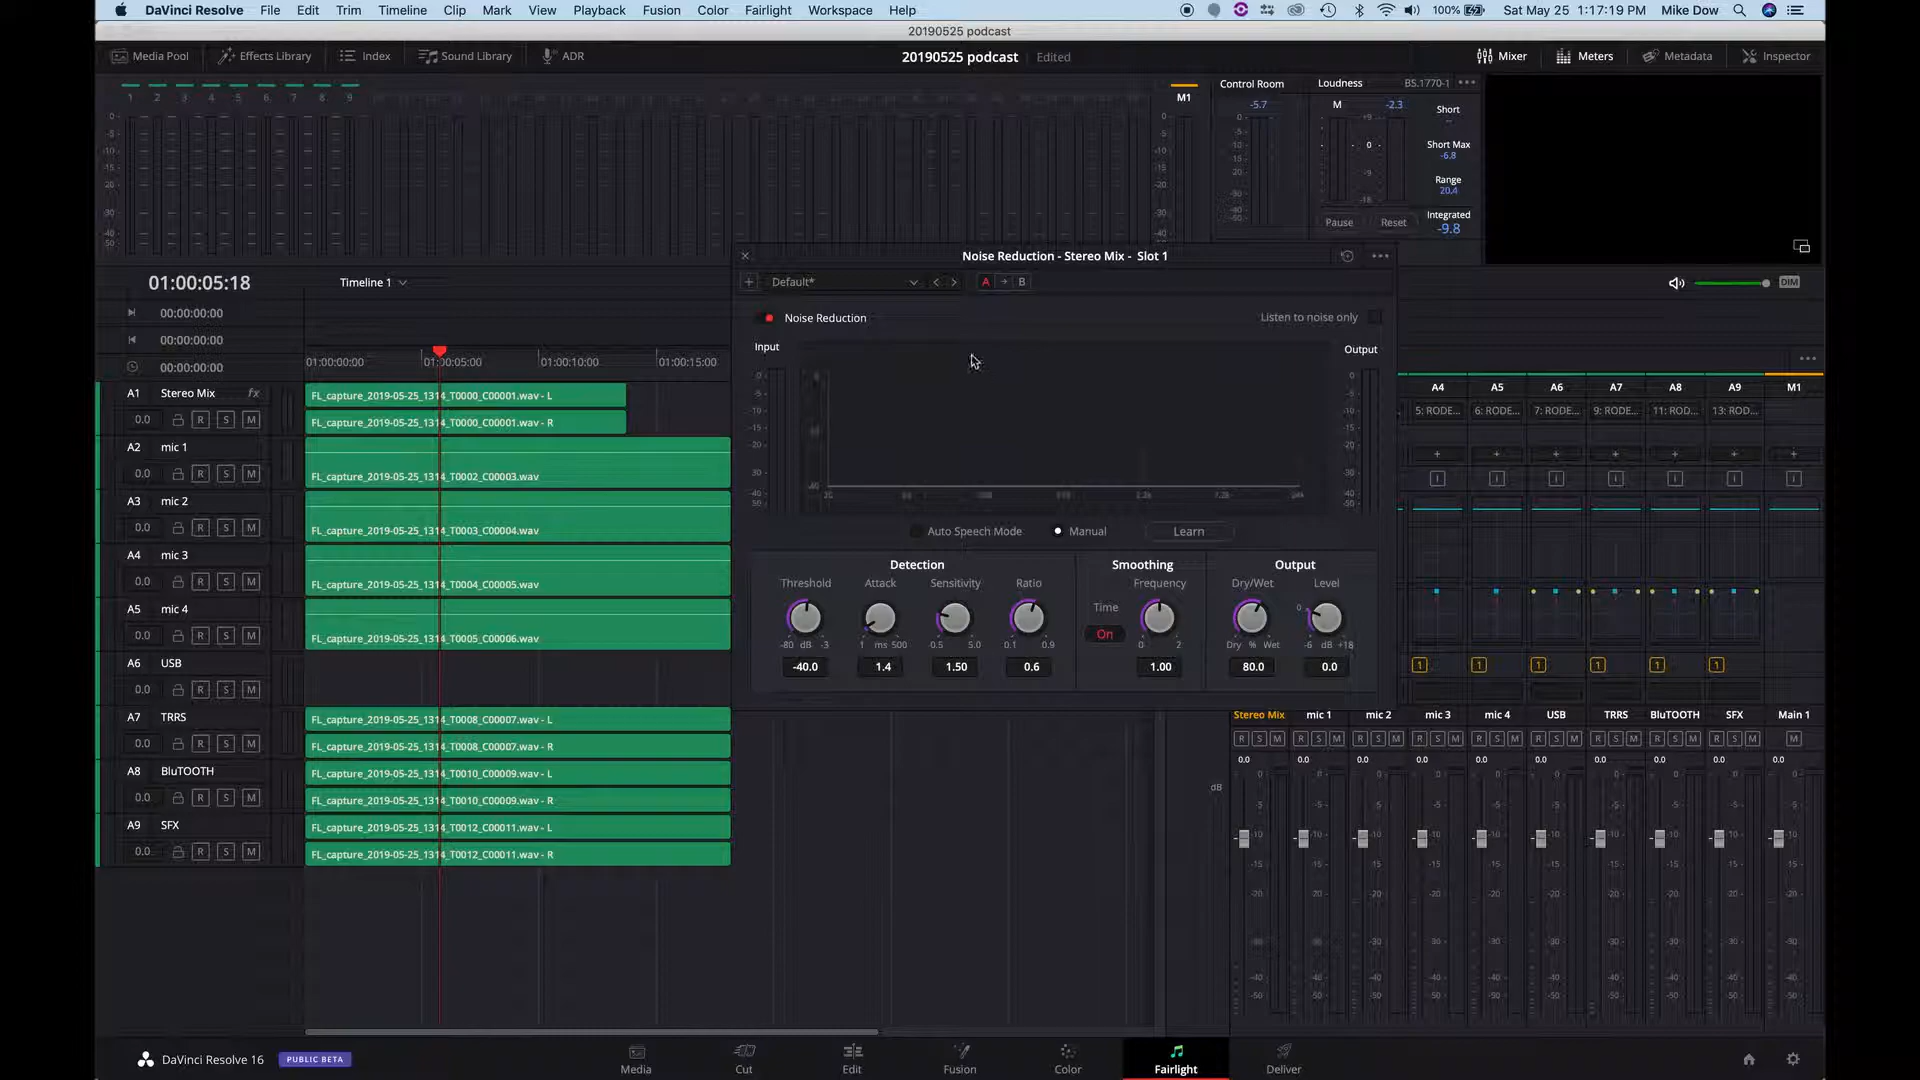 DaVinci Resolve File Edit Trim Timeline Clip Mark View Playback Fusion Color Fairlight Workspace Help 100% Sat May 25 1:17:19 PM Mike Dow
20190525 podcast
Media Pool Effects Library Index Sound Library ADR 20190525 podcast Edited Mixer Meters Metadata Inspector
1 2 3 4 5 6 7 8 9 M1
Control Room Loudness BS.1770-1
-5.7 M -2.3 Short
Short Max
-6.8
Range
20.4
Pause Reset Integrated
-9.8
Noise Reduction - Stereo Mix - Slot 1
01:00:05:18 Timeline 1 Default* A B DIM
00:00:00:00
Noise Reduction Listen to noise only
00:00:00:00
Input Output
01:00:00:00 01:00:05:00 01:00:10:00 01:00:15:00
00:00:00:00
A4 A5 A6 A7 A8 A9 M1
5: RODE... 6: RODE... 7: RODE... 9: RODE... 11: ROD... 13: ROD...
A1 Stereo Mix fx FL_capture_2019-05-25_1314_T0000_C00001.wav - L
0.0 R S M FL_capture_2019-05-25_1314_T0000_C00001.wav - R
A2 mic 1
0.0 R S M FL_capture_2019-05-25_1314_T0002_C00003.wav
A3 mic 2
0.0 R S M FL_capture_2019-05-25_1314_T0003_C00004.wav
A4 mic 3
0.0 R S M FL_capture_2019-05-25_1314_T0004_C00005.wav
A5 mic 4
0.0 R S M FL_capture_2019-05-25_1314_T0005_C00006.wav
A6 USB
0.0 R S M
A7 TRRS FL_capture_2019-05-25_1314_T0008_C00007.wav - L
0.0 R S M FL_capture_2019-05-25_1314_T0008_C00007.wav - R
A8 BluTOOTH FL_capture_2019-05-25_1314_T0010_C00009.wav - L
0.0 R S M FL_capture_2019-05-25_1314_T0010_C00009.wav - R
A9 SFX FL_capture_2019-05-25_1314_T0012_C00011.wav - L
0.0 R S M FL_capture_2019-05-25_1314_T0012_C00011.wav - R
Auto Speech Mode Manual Learn
Detection Smoothing Output
Threshold Attack Sensitivity Ratio Frequency Dry/Wet Level
Time
On
-80 dB -3 1 ms 500 0.5 5.0 0.1 0.9 0 2 Dry % Wet -6 dB +18
-40.0 1.4 1.50 0.6 1.00 80.0 0.0
1 1 1 1 1 1
Stereo Mix mic 1 mic 2 mic 3 mic 4 USB TRRS BluTOOTH SFX Main 1
R S M R S M R S M R S M R S M R S M R S M R S M R S M M
0.0 0.0 0.0 0.0 0.0 0.0 0.0 0.0 0.0 0.0
dB
DaVinci Resolve 16 PUBLIC BETA
Media Cut Edit Fusion Color Fairlight Deliver